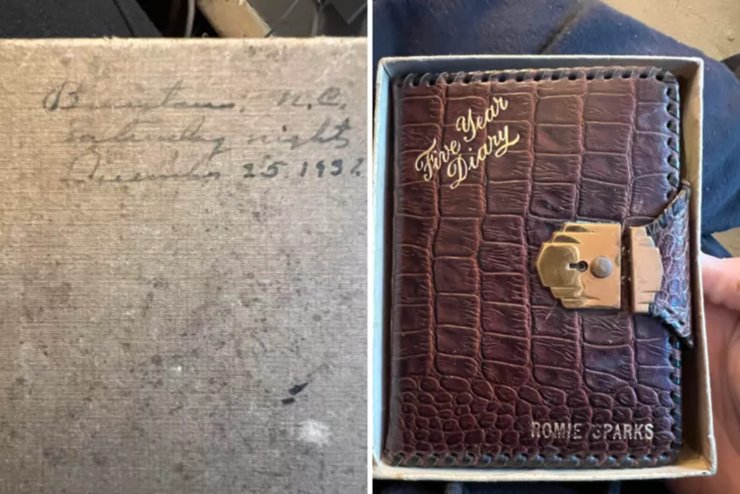 N.C.
Saturday night
December 25 1937
Five Year
Diary
ROMIE SPARKS